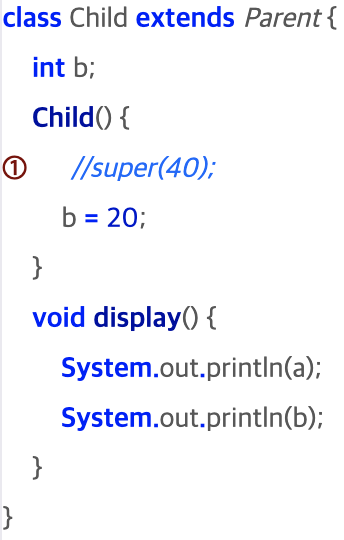 class Child extends Parent {
int b;
Child() {
① //super(40);
b = 20;
}
void display() {
System.out.println(a);
System.out.println(b);
}
}